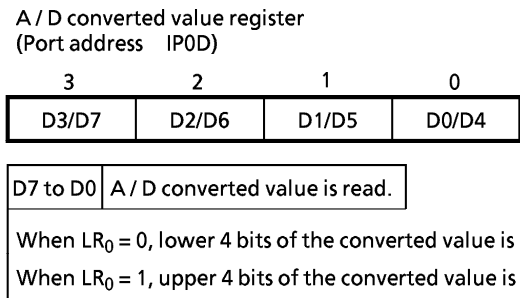 A / D converted value register
(Port address IP0D)
3 2 1 0
D3/D7 D2/D6 D1/D5 D0/D4
D7 to D0 A / D converted value is read.
When LR0 = 0, lower 4 bits of the converted value is
When LR0 = 1, upper 4 bits of the converted value is